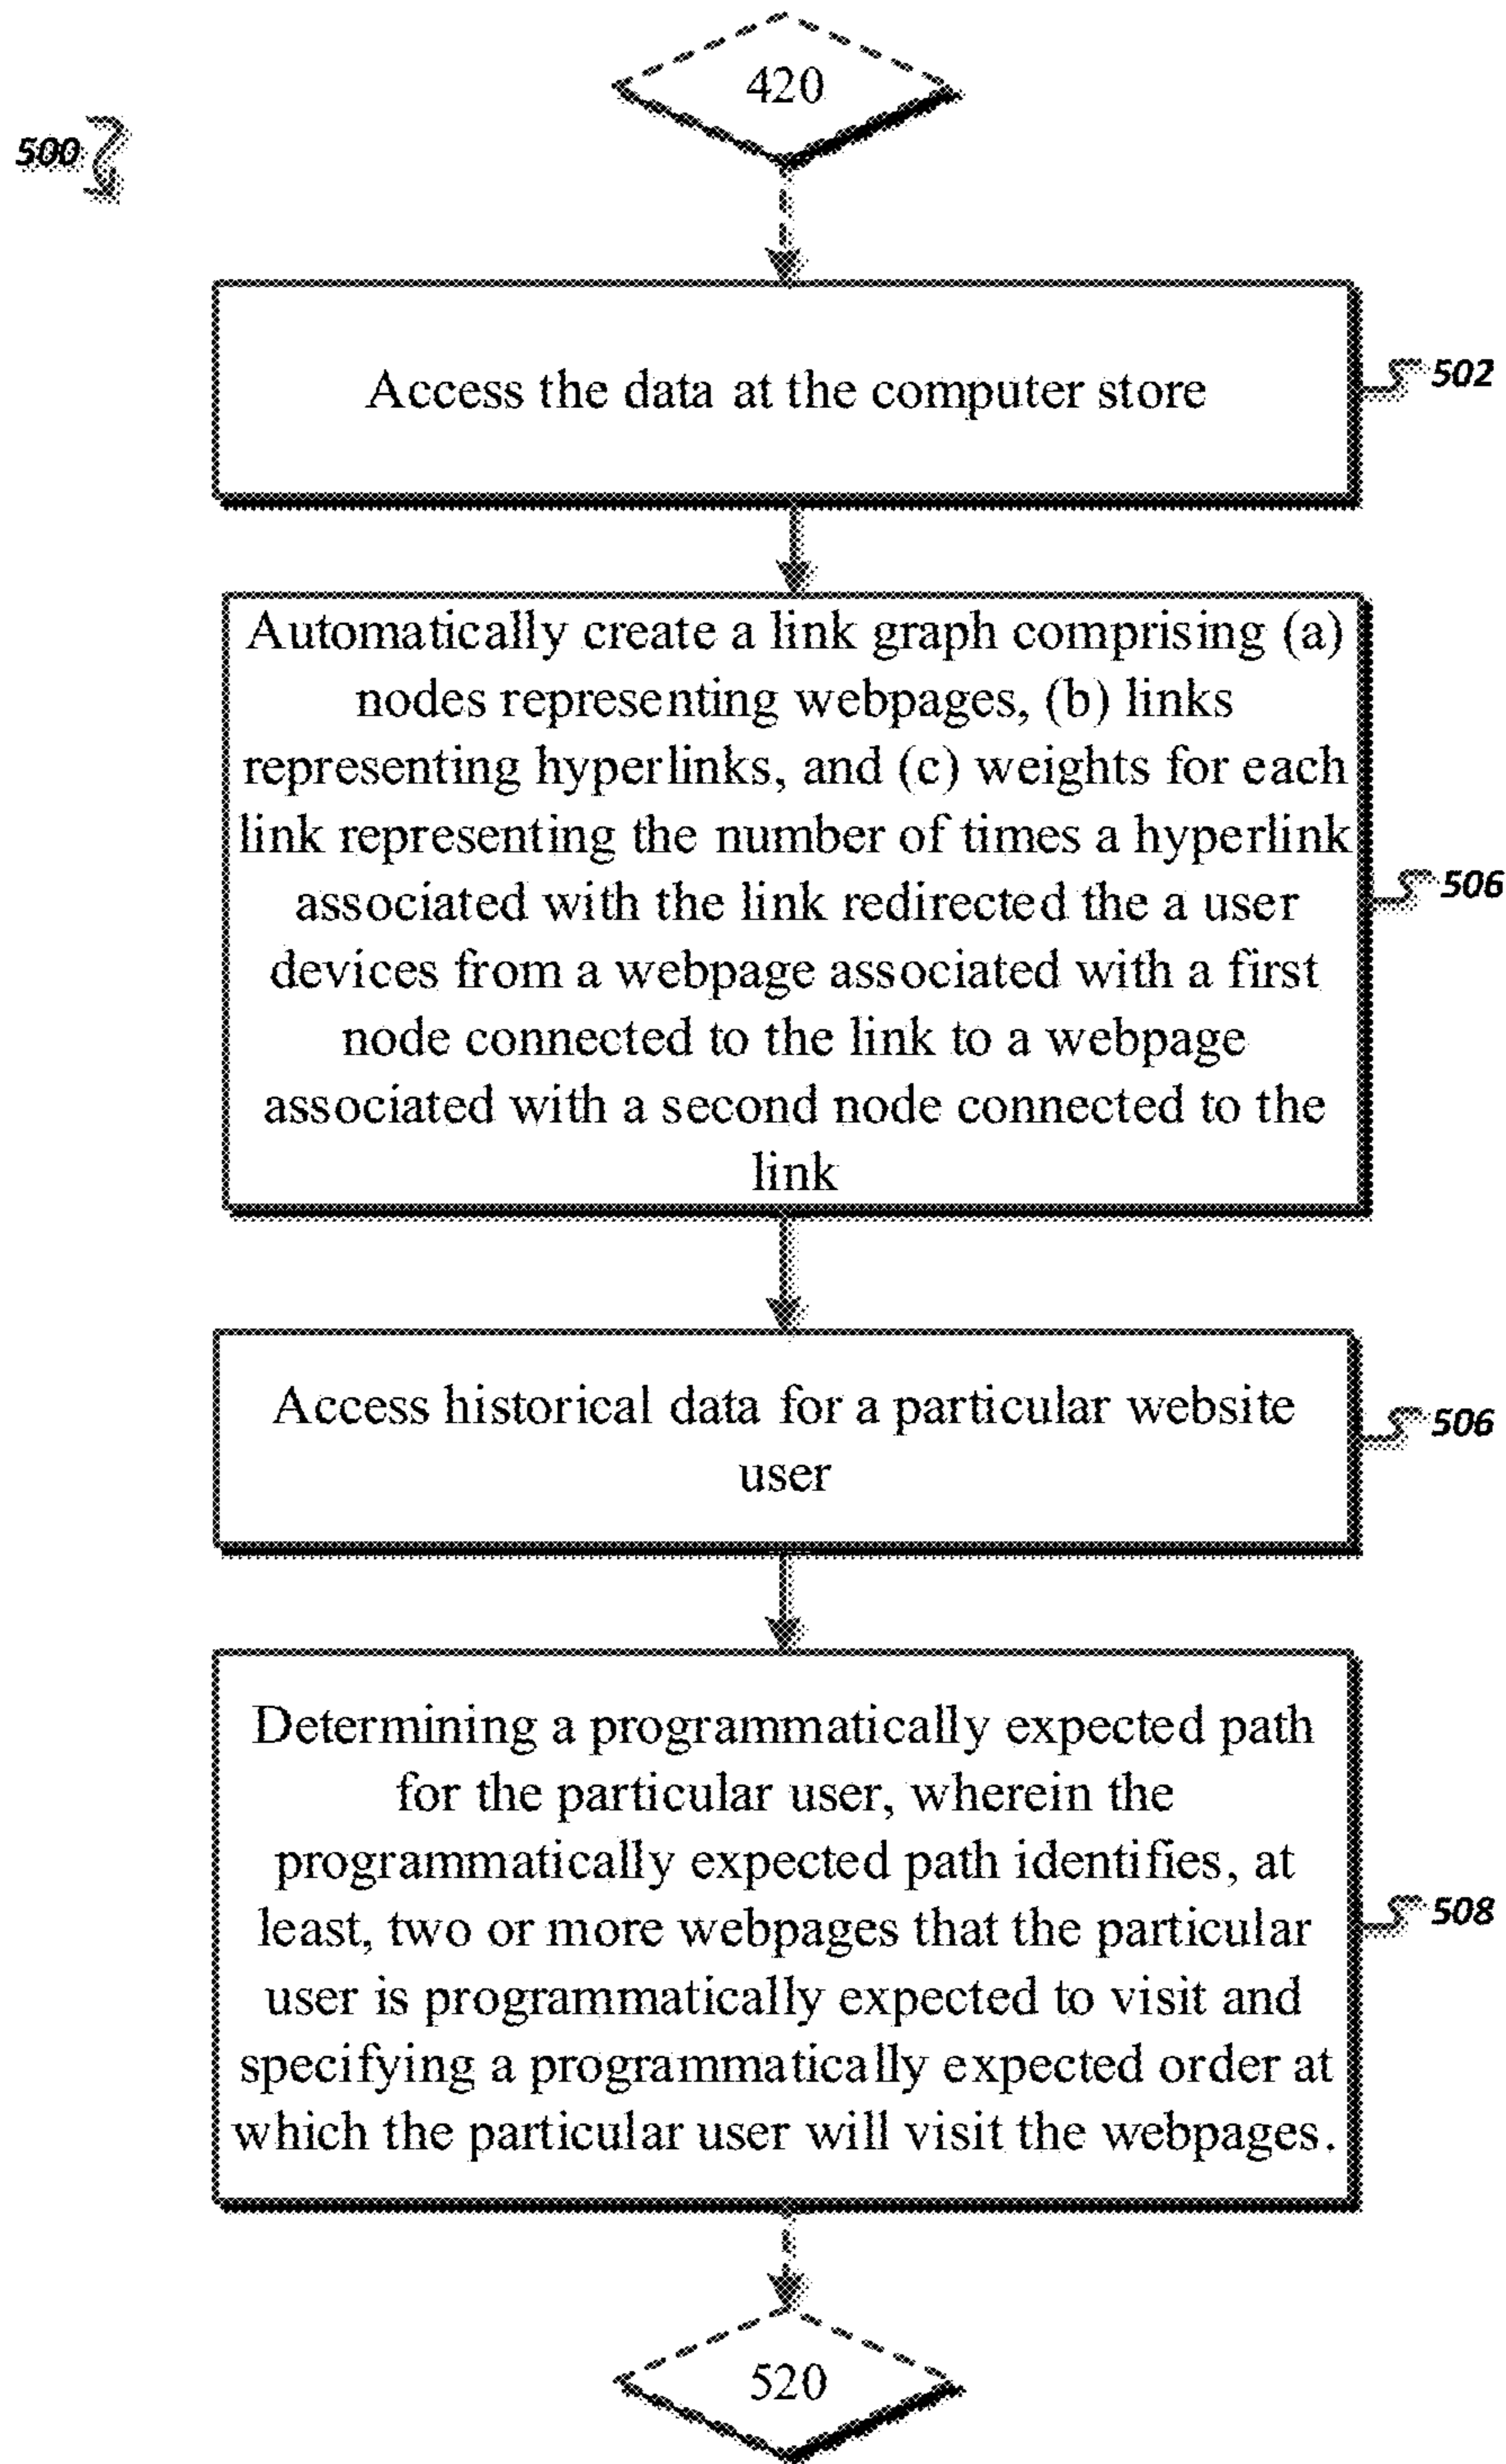 420
500
Access the data at the computer store
502
Automatically create a link graph comprising (a)
nodes representing webpages, (b) links
representing hyperlinks, and (c) weights for each
link representing the number of times a hyperlink
associated with the link redirected the a user
devices from a webpage associated with a first
node connected to the link to a webpage
associated with a second node connected to the
link
506
Access historical data for a particular website
user
506
Determining a programmatically expected path
for the particular user, wherein the
programmatically expected path identifies, at
least, two or more webpages that the particular
user is programmatically expected to visit and
specifying a programmatically expected order at
which the particular user will visit the webpages.
508
520